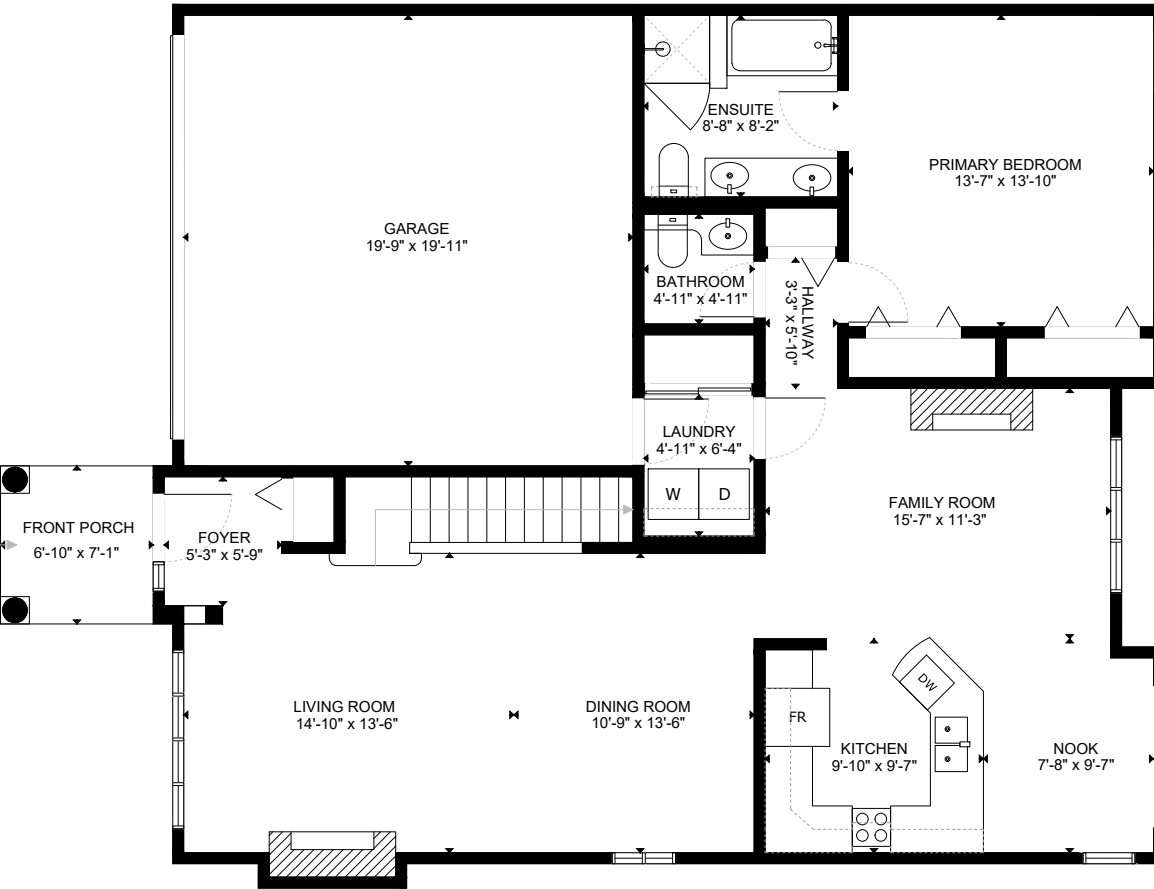 ENSUITE
8'-8" x 8'-2"
PRIMARY BEDROOM
13'-7" x 13'-10"
GARAGE
19'-9" x 19'-11"
BATHROOM
4'-11" x 4'-11"
HALLWAY
3'-3" x 5'-10"
LAUNDRY
4'-11" x 6'-4"
W
D
FAMILY ROOM
15'-7" x 11'-3"
FRONT PORCH
6'-10" x 7'-1"
FOYER
5'-3" x 5'-9"
LIVING ROOM
14'-10" x 13'-6"
DINING ROOM
10'-9" x 13'-6"
DW
FR
KITCHEN
9'-10" x 9'-7"
NOOK
7'-8" x 9'-7"